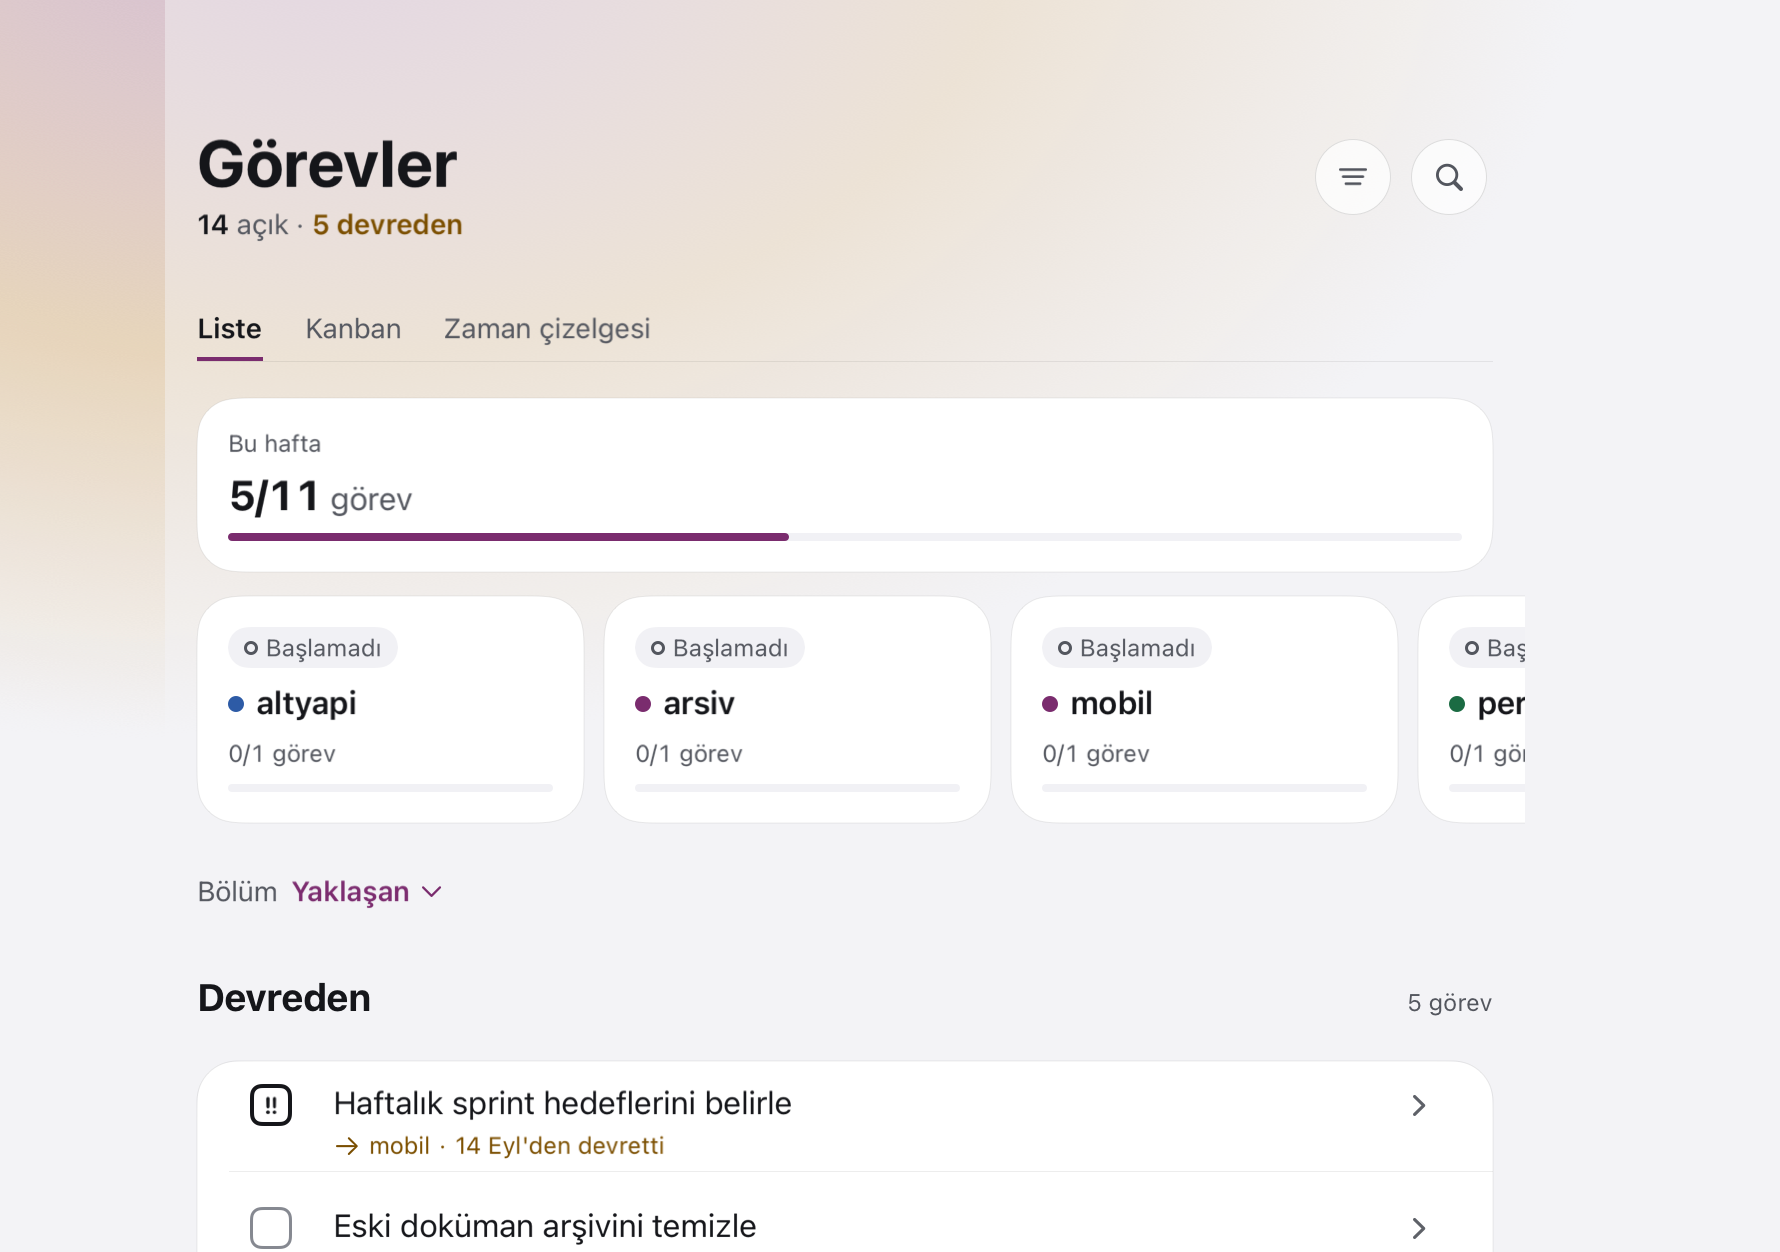 Görevler
14 açık · 5 devreden
Liste Kanban Zaman çizelgesi
Bu hafta
5/11 görev
Başlamadı Başlamadı Başlamadı
altyapi arsiv mobil
0/1 görev 0/1 görev 0/1 görev 0/1
Bölüm Yaklaşan
Devreden 5 görev
!! Haftalık sprint hedeflerini belirle
→ mobil · 14 Eyl'den devretti
Eski doküman arşivini temizle